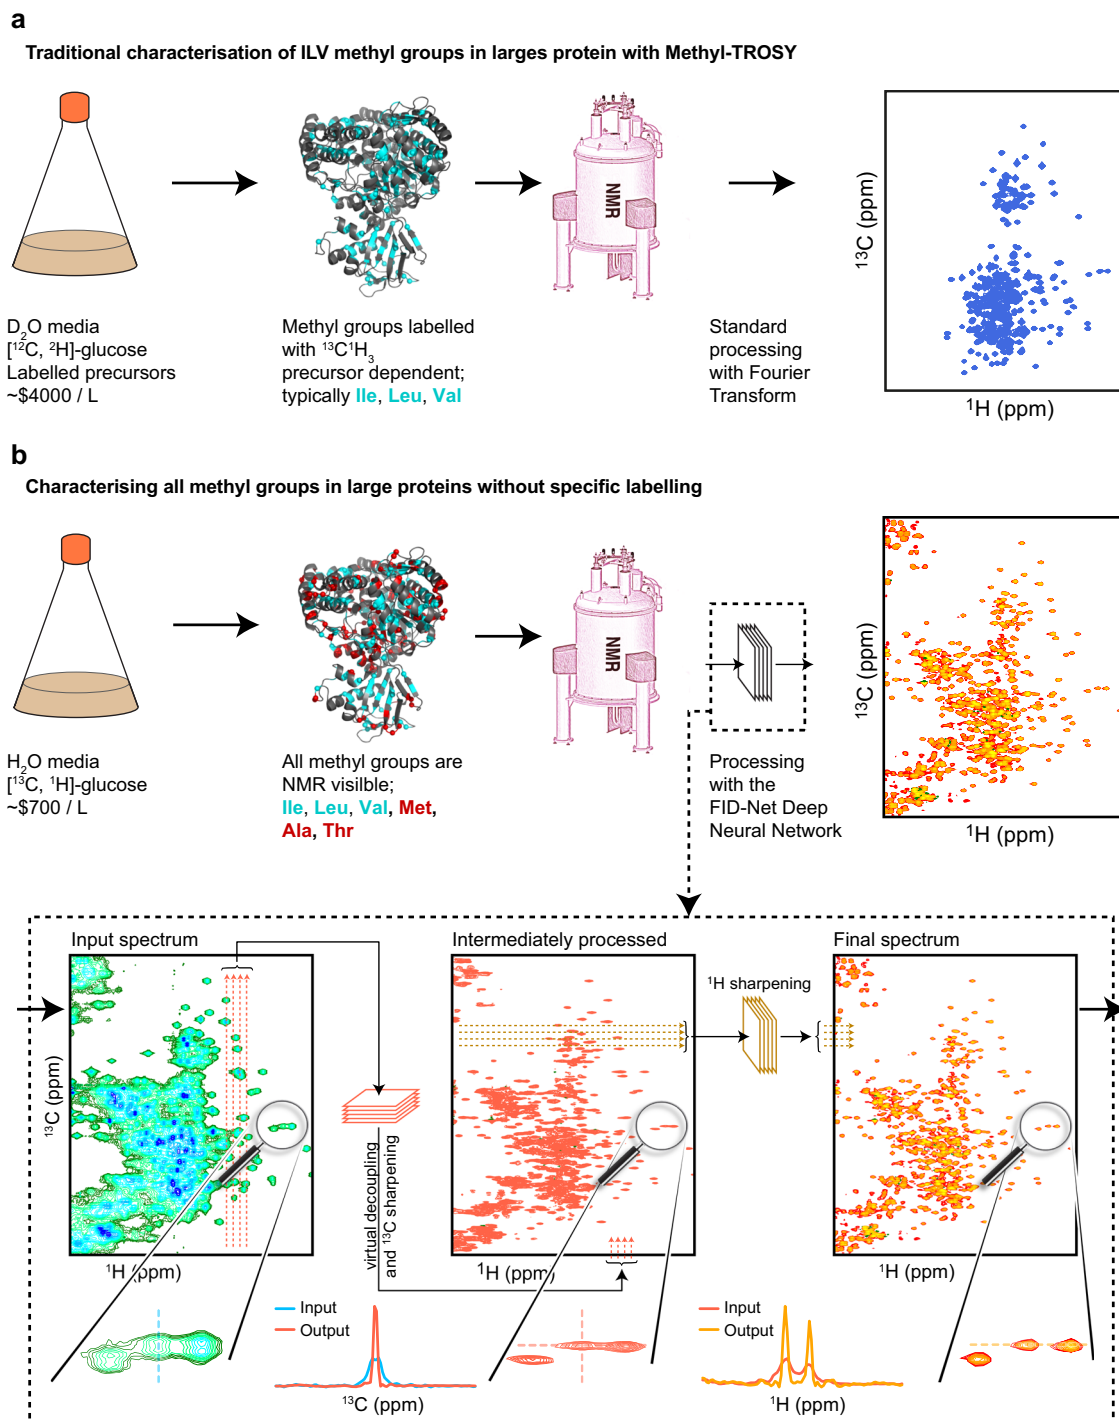 a
Traditional characterisation of ILV methyl groups in larges protein with Methyl-TROSY
NMR
¹³C (ppm)
¹H (ppm)
D₂O media
[¹²C, ²H]-glucose
Labelled precursors
~$4000 / L
Methyl groups labelled
with ¹³C¹H₃
precursor dependent;
typically Ile, Leu, Val
Standard
processing
with Fourier
Transform
b
Characterising all methyl groups in large proteins without specific labelling
NMR
¹³C (ppm)
¹H (ppm)
H₂O media
[¹³C, ¹H]-glucose
~$700 / L
All methyl groups are
NMR visilble;
Ile, Leu, Val, Met,
Ala, Thr
Processing
with the
FID-Net Deep
Neural Network
Input spectrum
¹³C (ppm)
¹H (ppm)
virtual decoupling
and ¹³C sharpening
Intermediately processed
¹H (ppm)
¹H sharpening
Final spectrum
¹H (ppm)
Input
Output
¹³C (ppm)
Input
Output
¹H (ppm)